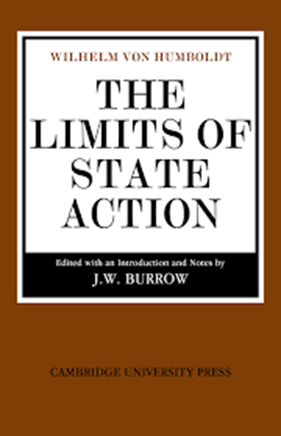 WILHELM VON HUMBOLDT
THE
LIMITS OF
STATE
ACTION
Edited with an Introduction and Notes by
J.W. BURROW
CAMBRIDGE UNIVERSITY PRESS